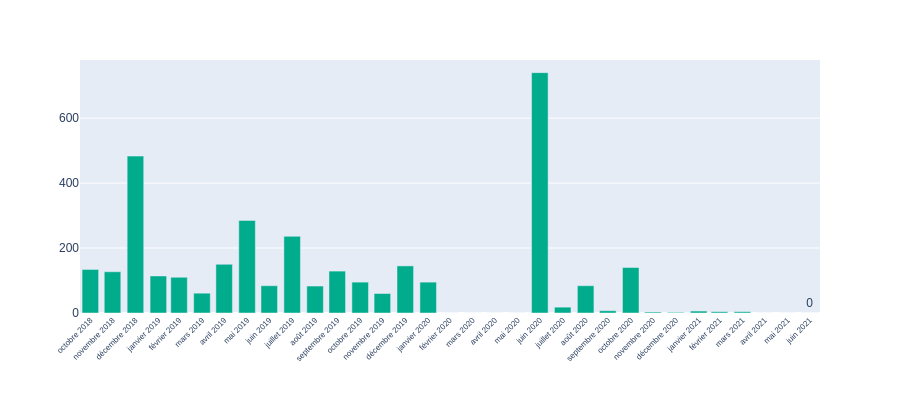 600
400
200
0
0
octobre 2018
novembre 2018
décembre 2018
janvier 2019
février 2019
mars 2019
avril 2019
mai 2019
juin 2019
juillet 2019
août 2019
septembre 2019
octobre 2019
novembre 2019
décembre 2019
janvier 2020
février 2020
mars 2020
avril 2020
mai 2020
juin 2020
juillet 2020
août 2020
septembre 2020
octobre 2020
novembre 2020
décembre 2020
janvier 2021
février 2021
mars 2021
avril 2021
mai 2021
juin 2021